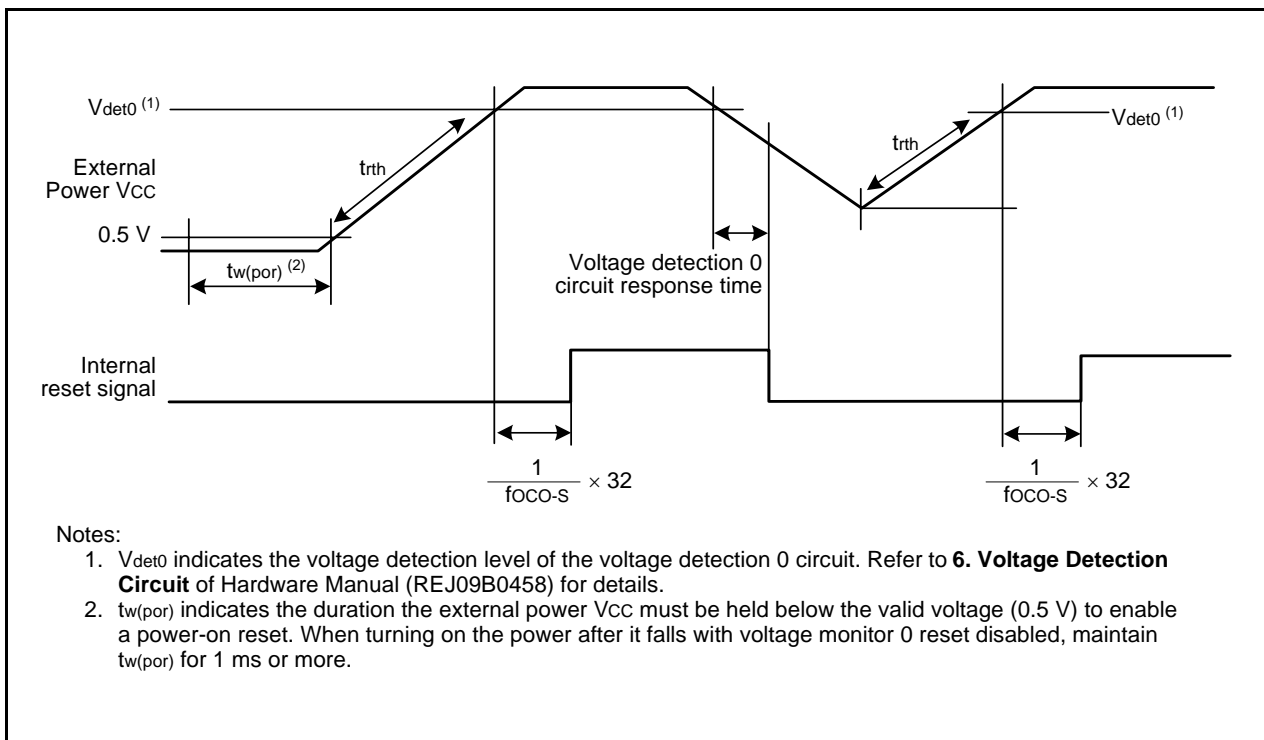 Vdet0 (1)
trth
External
Power VCC
0.5 V
tw(por) (2)
Voltage detection 0
circuit response time
trth
Vdet0 (1)
Internal
reset signal
1
fOCO-S
× 32
1
fOCO-S
× 32
Notes:
1. Vdet0 indicates the voltage detection level of the voltage detection 0 circuit. Refer to 6. Voltage Detection
Circuit of Hardware Manual (REJ09B0458) for details.
2. tw(por) indicates the duration the external power VCC must be held below the valid voltage (0.5 V) to enable
a power-on reset. When turning on the power after it falls with voltage monitor 0 reset disabled, maintain
tw(por) for 1 ms or more.